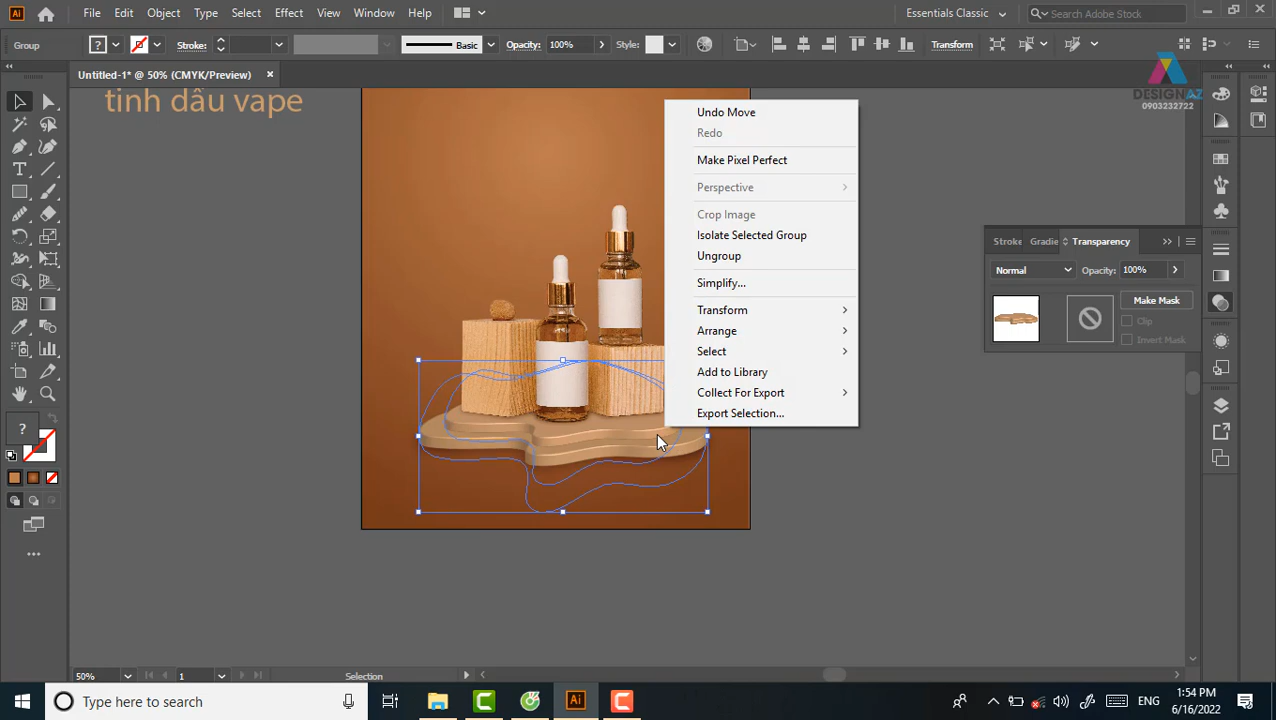 Ai File Edit Object Type Select Effect View Window Help Essentials Classic Search Adobe Stock
Group ? Stroke: Basic Opacity: 100% Style: Transform
Untitled-1* @ 50% (CMYK/Preview) ×
DESIGNAZ
0903232722
tinh dầu vape
Undo Move
Redo
Make Pixel Perfect
Perspective
Crop Image
Isolate Selected Group
Ungroup
Simplify...
Transform
Arrange
Select
Add to Library
Collect For Export
Export Selection...
Stroke Gradie Transparency
Normal Opacity: 100%
Make Mask
Clip
Invert Mask
?
50% 1 Selection
Type here to search
Ai
ENG
1:54 PM
6/16/2022